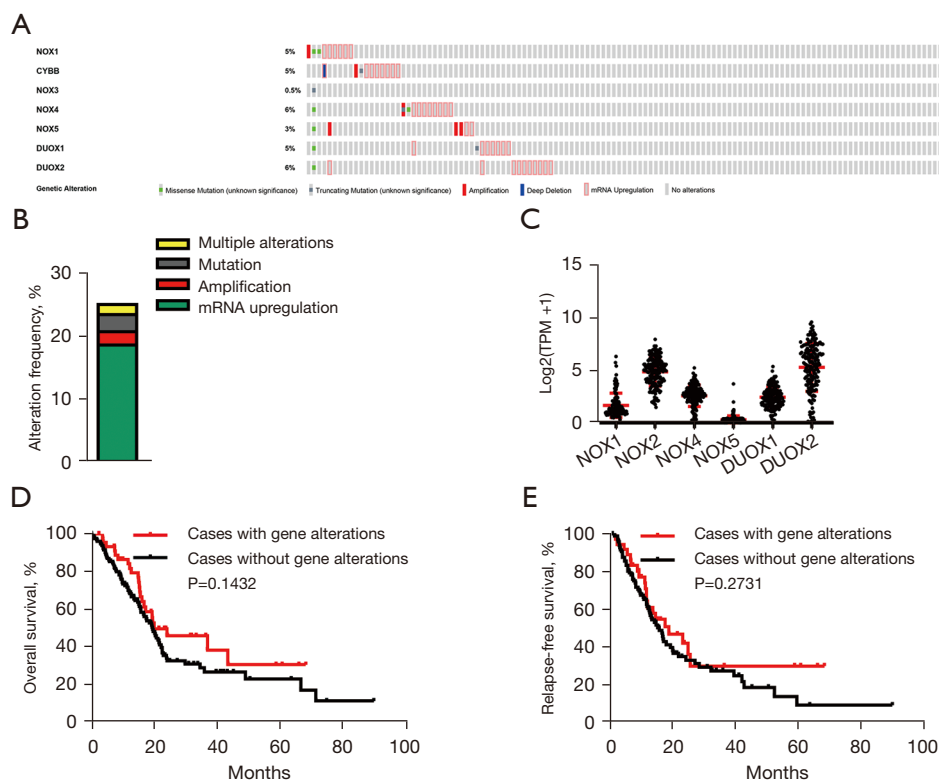 A
NOX1 5%
CYBB 5%
NOX3 0.5%
NOX4 6%
NOX5 3%
DUOX1 5%
DUOX2 6%
Genetic Alteration Missense Mutation (unknown significance) Truncating Mutation (unknown significance) Amplification Deep Deletion mRNA Upregulation No alterations
B
Alteration frequency, %
30
20
10
0
Multiple alterations
Mutation
Amplification
mRNA upregulation
C
Log2(TPM +1)
15
10
5
0
NOX1 NOX2 NOX4 NOX5 DUOX1 DUOX2
D
Overall survival, %
100
80
60
40
20
0 20 40 60 80 100
Months
Cases with gene alterations
Cases without gene alterations
P=0.1432
E
Relapse-free survival, %
100
80
60
40
20
0 20 40 60 80 100
Months
Cases with gene alterations
Cases without gene alterations
P=0.2731